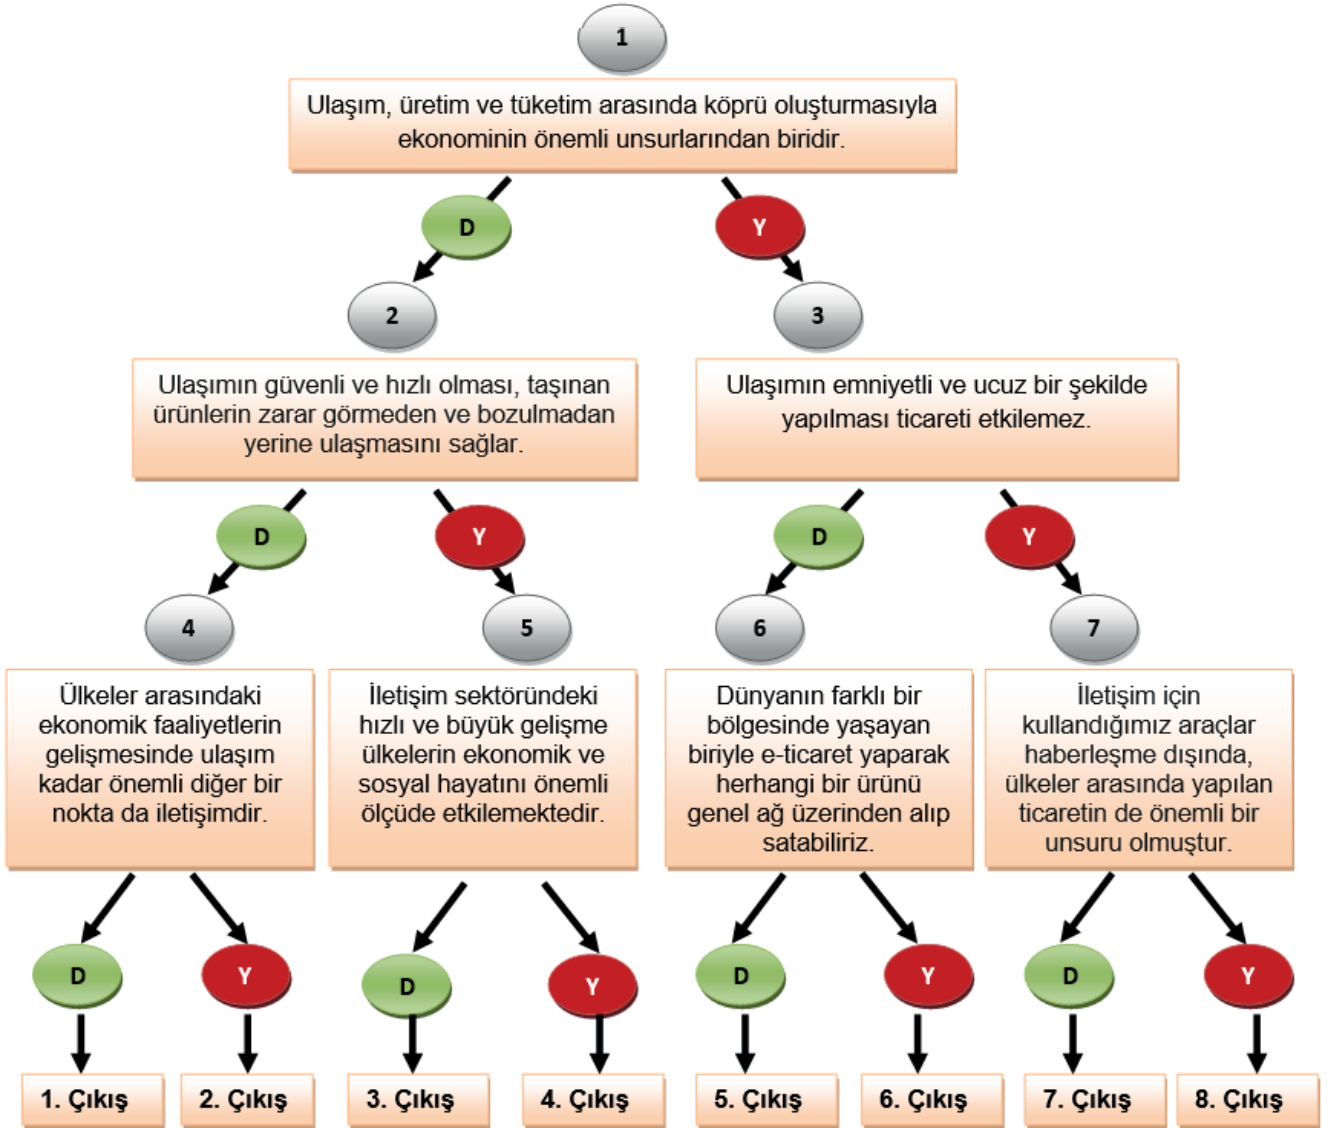 1
Ulaşım, üretim ve tüketim arasında köprü oluşturmasıyla
ekonominin önemli unsurlarından biridir.
D
Y
2
3
Ulaşımın güvenli ve hızlı olması, taşınan
ürünlerin zarar görmeden ve bozulmadan
yerine ulaşmasını sağlar.
Ulaşımın emniyetli ve ucuz bir şekilde
yapılması ticareti etkilemez.
D
Y
D
Y
4
5
6
7
Ülkeler arasındaki
ekonomik faaliyetlerin
gelişmesinde ulaşım
kadar önemli diğer bir
nokta da iletişimdir.
İletişim sektöründeki
hızlı ve büyük gelişme
ülkelerin ekonomik ve
sosyal hayatını önemli
ölçüde etkilemektedir.
Dünyanın farklı bir
bölgesinde yaşayan
biriyle e-ticaret yaparak
herhangi bir ürünü
genel ağ üzerinden alıp
satabiliriz.
İletişim için
kullandığımız araçlar
haberleşme dışında,
ülkeler arasında yapılan
ticaretin de önemli bir
unsuru olmuştur.
D
Y
D
Y
D
Y
D
Y
1. Çıkış
2. Çıkış
3. Çıkış
4. Çıkış
5. Çıkış
6. Çıkış
7. Çıkış
8. Çıkış